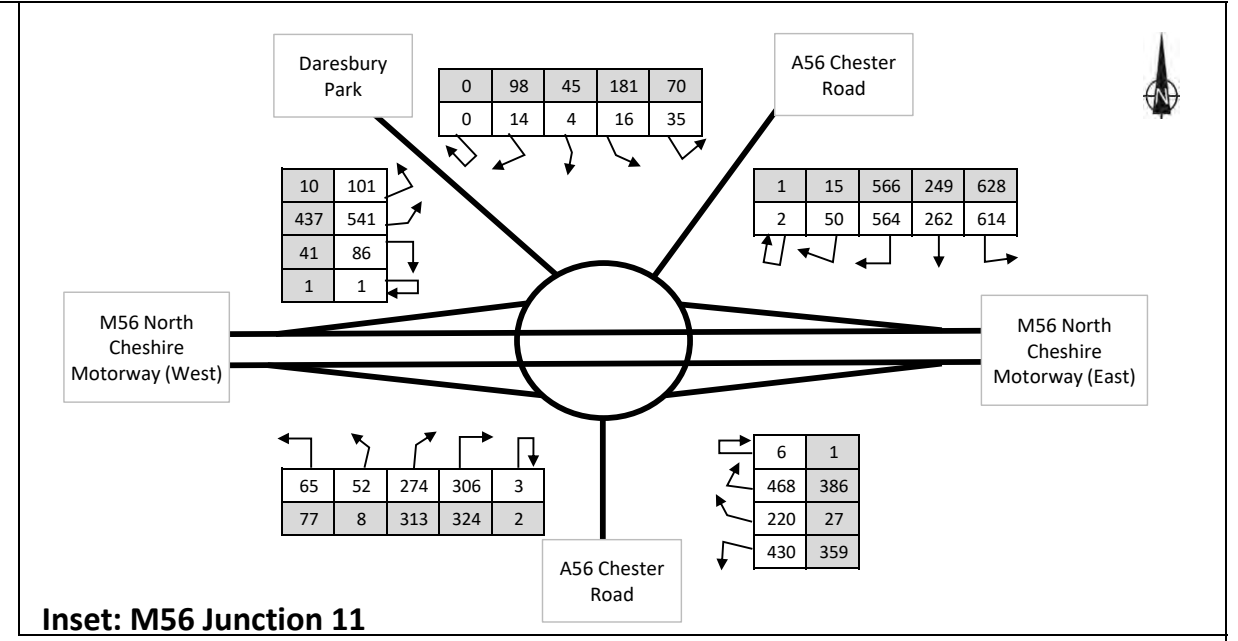 Daresbury
Park
A56 Chester
Road
N
0 98 45 181 70
0 14 4 16 35
10 101
437 541
41 86
1 1
1 15 566 249 628
2 50 564 262 614
M56 North
Cheshire
Motorway (West)
M56 North
Cheshire
Motorway (East)
65 52 274 306 3
77 8 313 324 2
6 1
468 386
220 27
430 359
A56 Chester
Road
Inset: M56 Junction 11